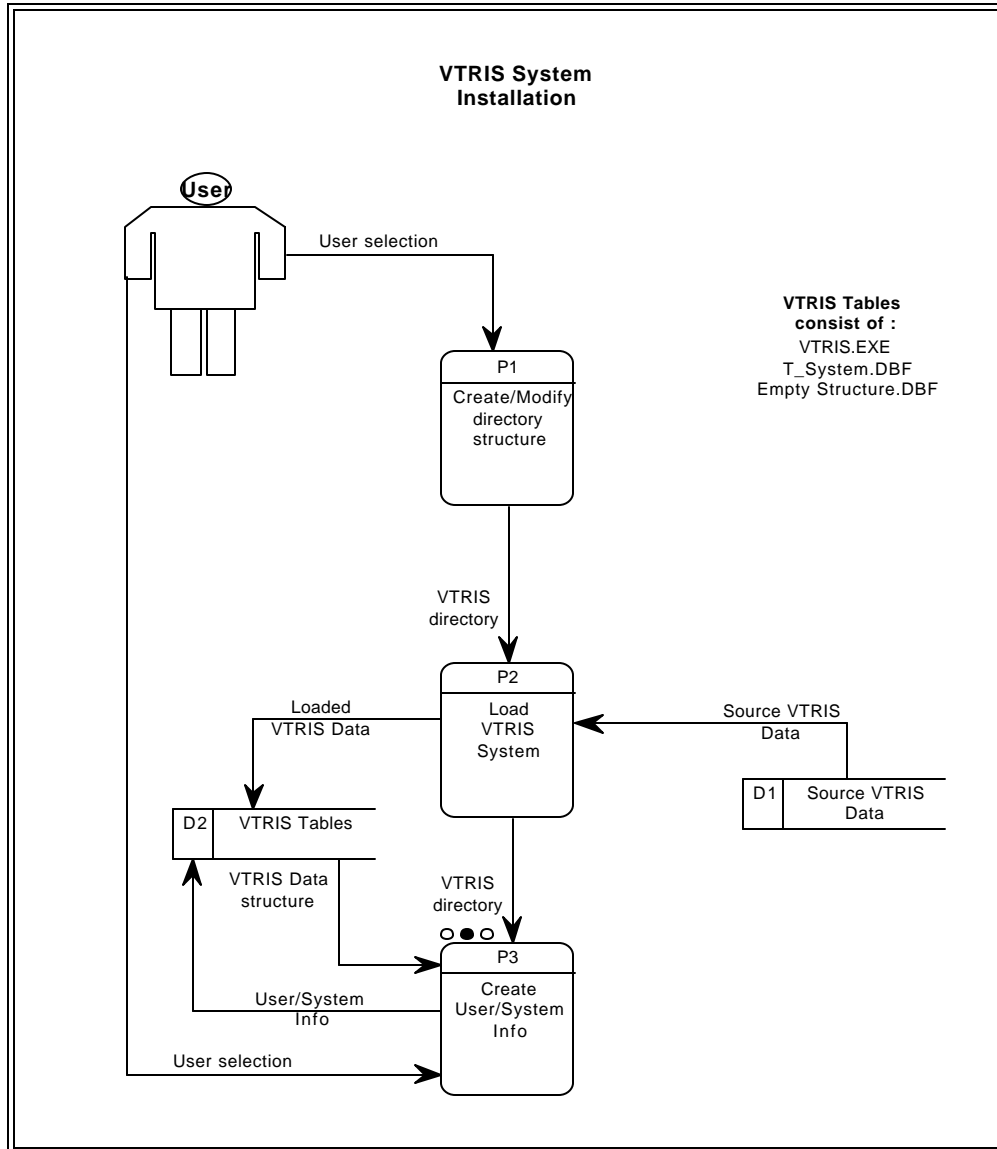 VTRIS System
Installation
User
User selection
VTRIS Tables
consist of :
VTRIS.EXE
T_System.DBF
Empty Structure.DBF
P1
Create/Modify
directory
structure
VTRIS
directory
P2
Load
VTRIS
System
Loaded
VTRIS Data
Source VTRIS
Data
D1
Source VTRIS
Data
D2
VTRIS Tables
VTRIS Data
structure
VTRIS
directory
P3
Create
User/System
Info
User/System
Info
User selection